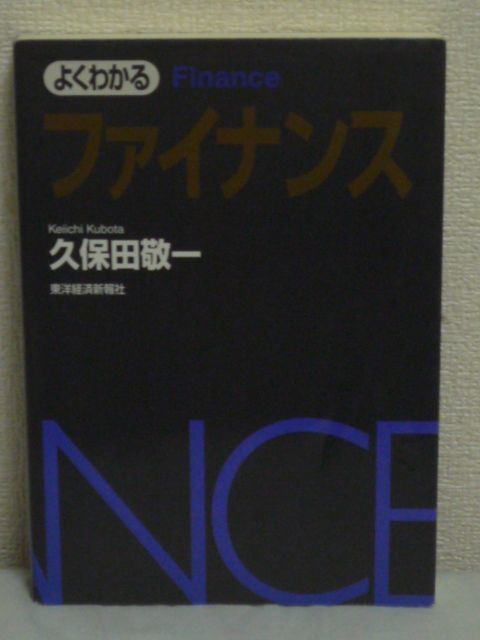 よくわかる Finance
ファイナンス
Keiichi Kubota
久保田敬一
東洋経済新報社
NCE